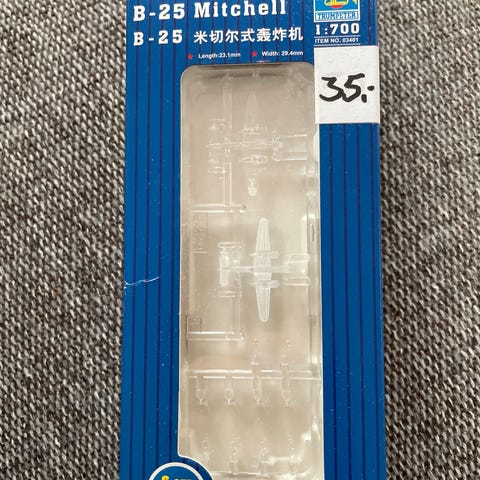 B-25 Mitchell
B-25 米切尔式轰炸机
★ Length:23.1mm ★ Width:29.4mm
TRUMPETER
1:700
ITEM NO. 03401
35,-